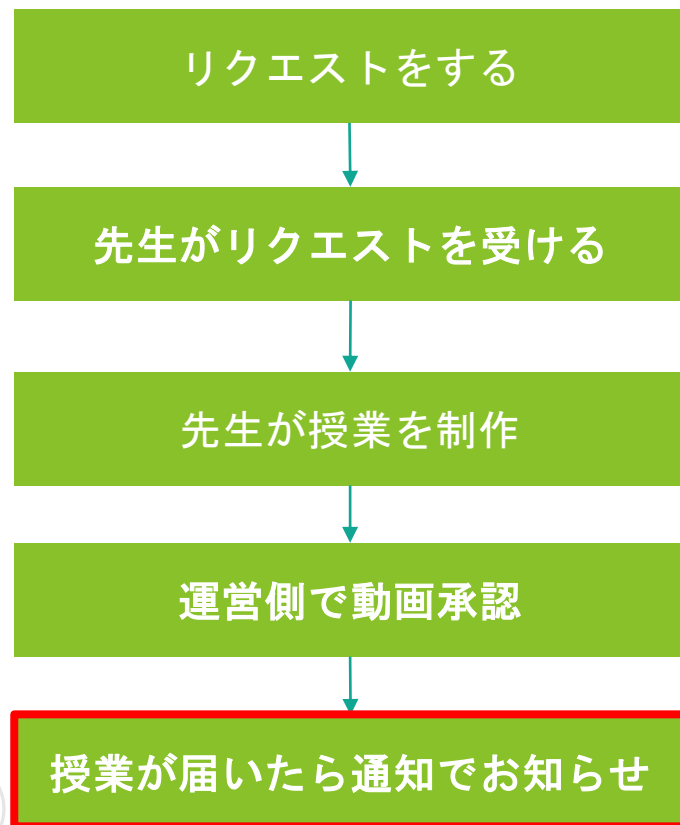 リクエストをする
先生がリクエストを受ける
先生が授業を制作
運営側で動画承認
授業が届いたら通知でお知らせ